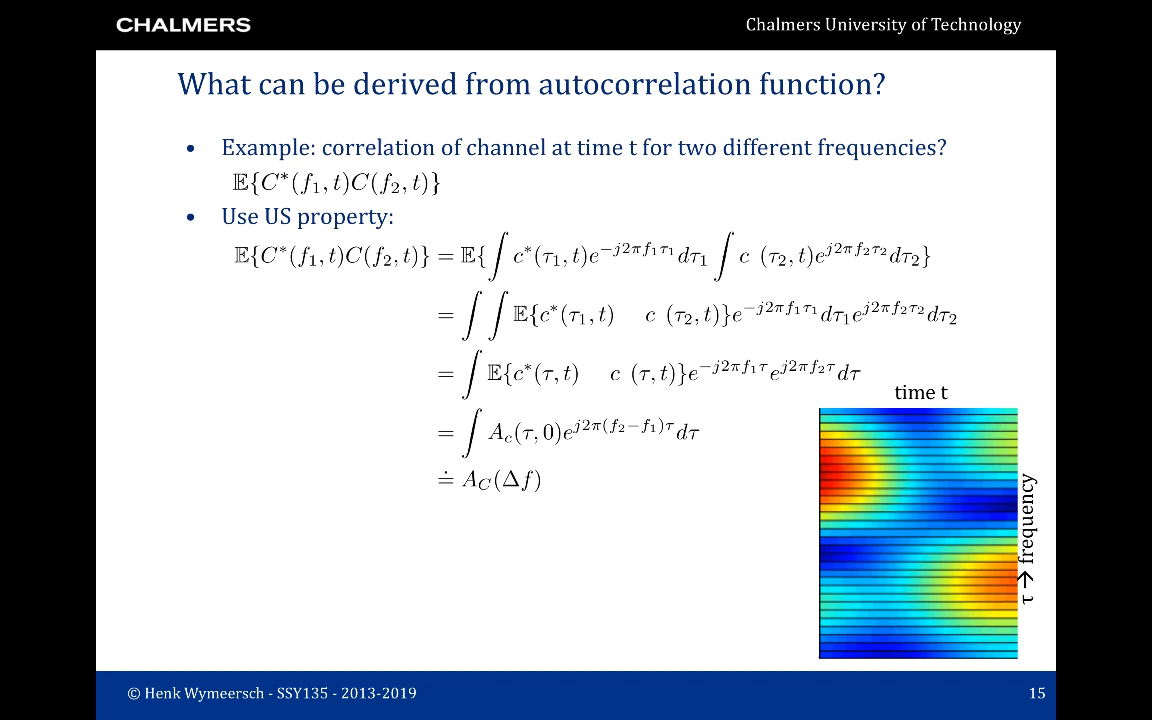 CHALMERS
Chalmers University of Technology
What can be derived from autocorrelation function?
• Example: correlation of channel at time t for two different frequencies?
𝔼{C*(f₁, t)C(f₂, t)}
• Use US property:
𝔼{C*(f₁, t)C(f₂, t)} = 𝔼{∫ c*(τ₁, t)e^{−j2πf₁τ₁}dτ₁ ∫ c (τ₂, t)e^{j2πf₂τ₂}dτ₂}
= ∫ ∫ 𝔼{c*(τ₁, t) c (τ₂, t)}e^{−j2πf₁τ₁}dτ₁e^{j2πf₂τ₂}dτ₂
= ∫ 𝔼{c*(τ, t) c (τ, t)}e^{−j2πf₁τ}e^{j2πf₂τ}dτ
= ∫ A_c(τ, 0)e^{j2π(f₂−f₁)τ}dτ
≐ A_C(Δf)
time t
τ → frequency
© Henk Wymeersch - SSY135 - 2013-2019
15